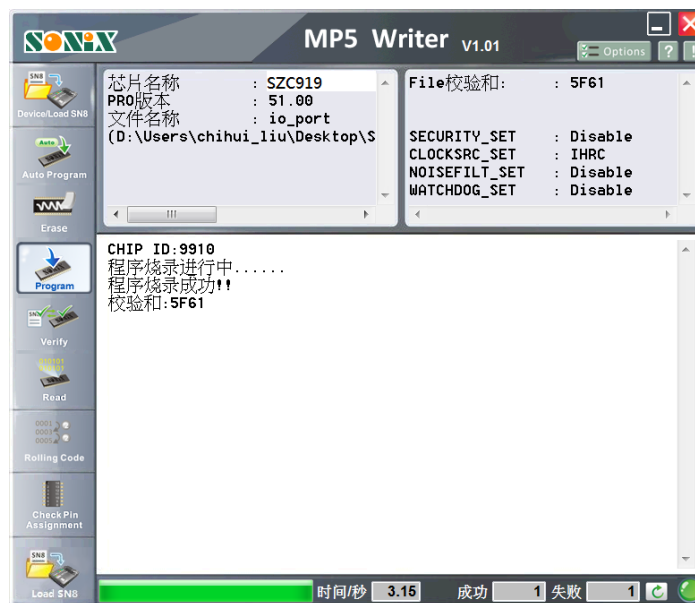 SONiX
MP5 Writer V1.01
Options
?
SN8
Device/Load SN8
Auto
Auto Program
Erase
Program
Verify
Read
Rolling Code
Check Pin
Assignment
SN8
Load SN8
芯片名称 : SZC919
PRO版本 : 51.00
文件名称 : io_port
(D:\Users\chihui_liu\Desktop\S
File校验和: : 5F61
SECURITY_SET : Disable
CLOCKSRC_SET : IHRC
NOISEFILT_SET : Disable
WATCHDOG_SET : Disable
CHIP ID:9910
程序烧录进行中......
程序烧录成功!!
校验和:5F61
时间/秒 3.15 成功 1 失败 1